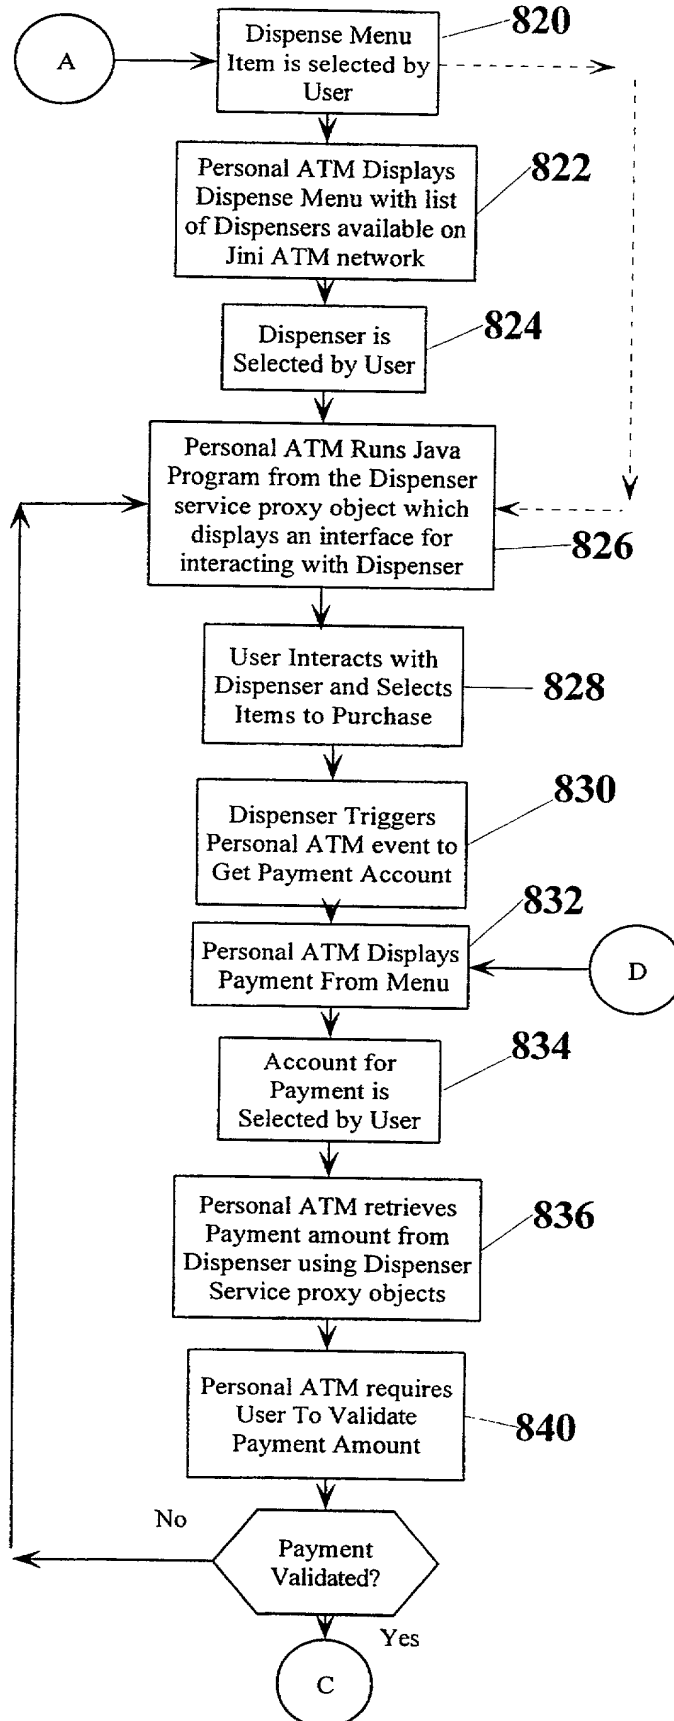 820
A
Dispense Menu
Item is selected by
User
822
Personal ATM Displays
Dispense Menu with list
of Dispensers available on
Jini ATM network
824
Dispenser is
Selected by User
Personal ATM Runs Java
Program from the Dispenser
service proxy object which
displays an interface for
interacting with Dispenser
826
User Interacts with
Dispenser and Selects
Items to Purchase
828
830
Dispenser Triggers
Personal ATM event to
Get Payment Account
832
Personal ATM Displays
Payment From Menu
D
834
Account for
Payment is
Selected by User
Personal ATM retrieves
Payment amount from
Dispenser using Dispenser
Service proxy objects
836
Personal ATM requires
User To Validate
Payment Amount
840
No
Payment
Validated?
Yes
C